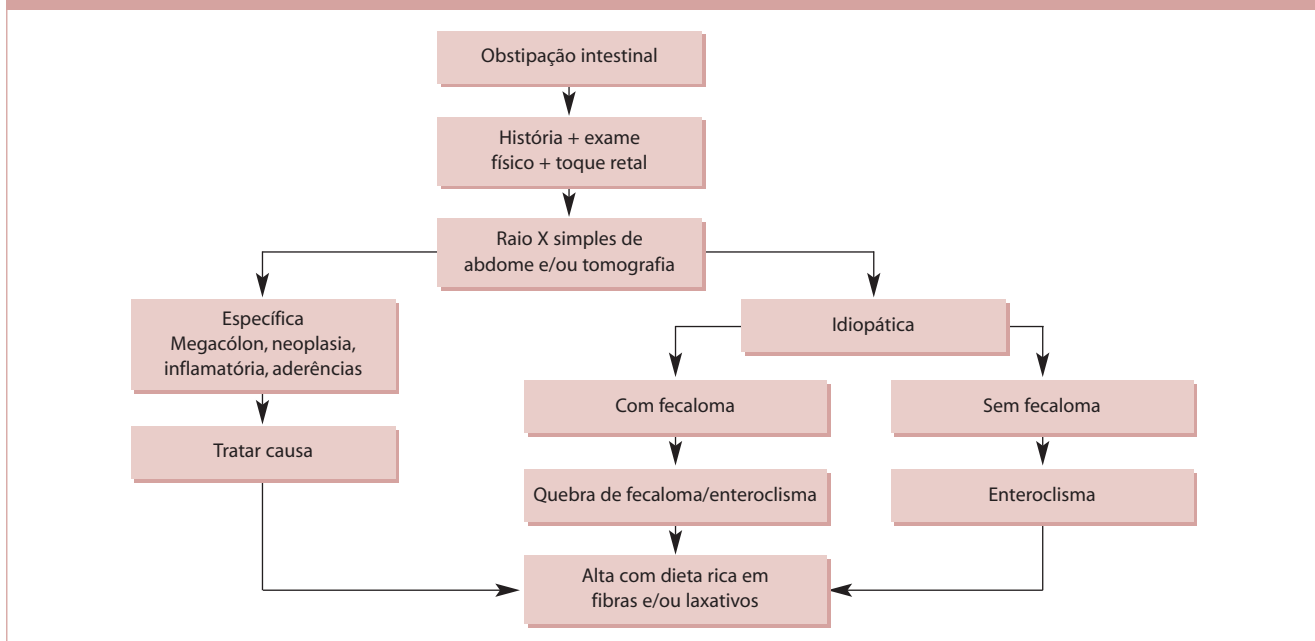 Obstipação intestinal
História + exame
físico + toque retal
Raio X simples de
abdome e/ou tomografia
Específica
Megacólon, neoplasia,
inflamatória, aderências
Idiopática
Com fecaloma
Sem fecaloma
Tratar causa
Quebra de fecaloma/enteroclisma
Enteroclisma
Alta com dieta rica em
fibras e/ou laxativos